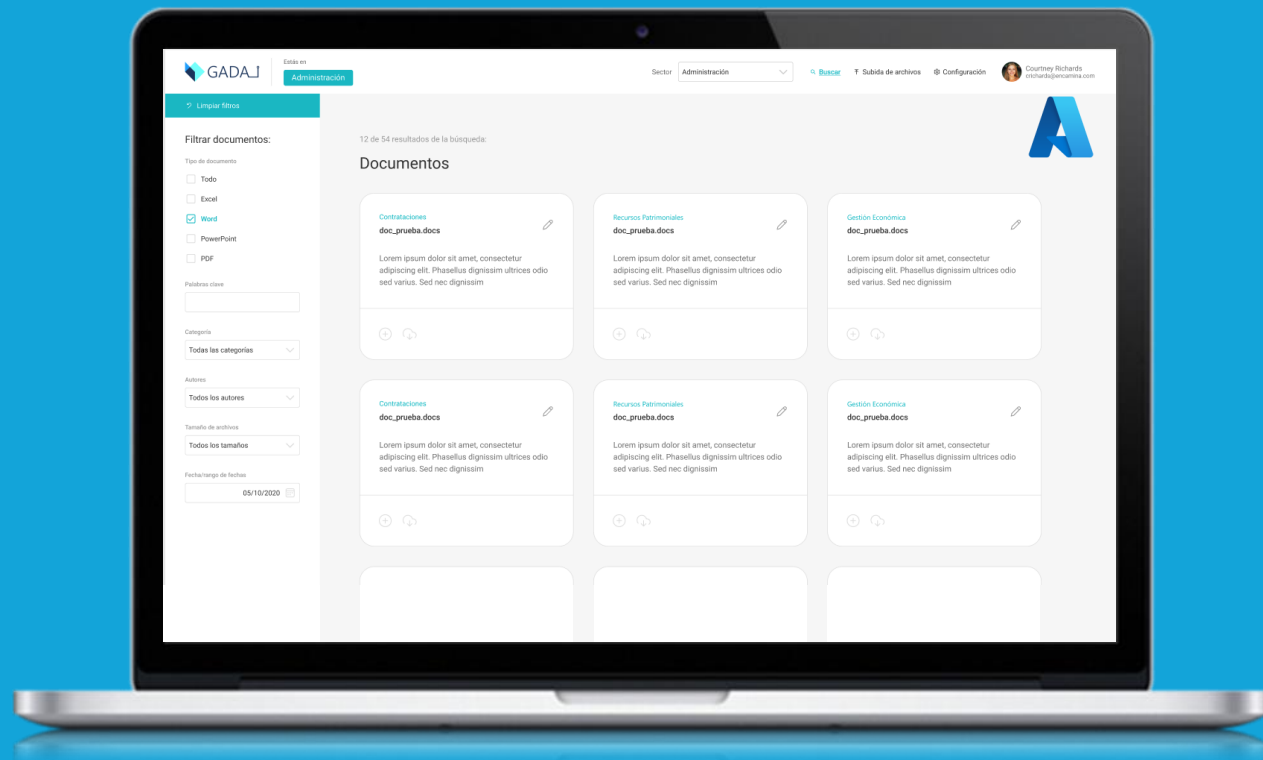 GADAJ
Estás en
Administración
Sector
Administración
Buscar
Subida de archivos
Configuración
Courtney Richards
crichards@encamina.com
Limpiar filtros
Filtrar documentos:
Tipo de documento
Todo
Excel
Word
PowerPoint
PDF
Palabras clave
Categoría
Todas las categorías
Autores
Todos los autores
Tamaño de archivos
Todos los tamaños
Fecha/rango de fechas
05/10/2020
12 de 54 resultados de la búsqueda:
Documentos
Contrataciones
doc_prueba.docs
Lorem ipsum dolor sit amet, consectetur
adipiscing elit. Phasellus dignissim ultrices odio
sed varius. Sed nec dignissim
Recursos Patrimoniales
doc_prueba.docs
Lorem ipsum dolor sit amet, consectetur
adipiscing elit. Phasellus dignissim ultrices odio
sed varius. Sed nec dignissim
Gestión Económica
doc_prueba.docs
Lorem ipsum dolor sit amet, consectetur
adipiscing elit. Phasellus dignissim ultrices odio
sed varius. Sed nec dignissim
Contrataciones
doc_prueba.docs
Lorem ipsum dolor sit amet, consectetur
adipiscing elit. Phasellus dignissim ultrices odio
sed varius. Sed nec dignissim
Recursos Patrimoniales
doc_prueba.docs
Lorem ipsum dolor sit amet, consectetur
adipiscing elit. Phasellus dignissim ultrices odio
sed varius. Sed nec dignissim
Gestión Económica
doc_prueba.docs
Lorem ipsum dolor sit amet, consectetur
adipiscing elit. Phasellus dignissim ultrices odio
sed varius. Sed nec dignissim